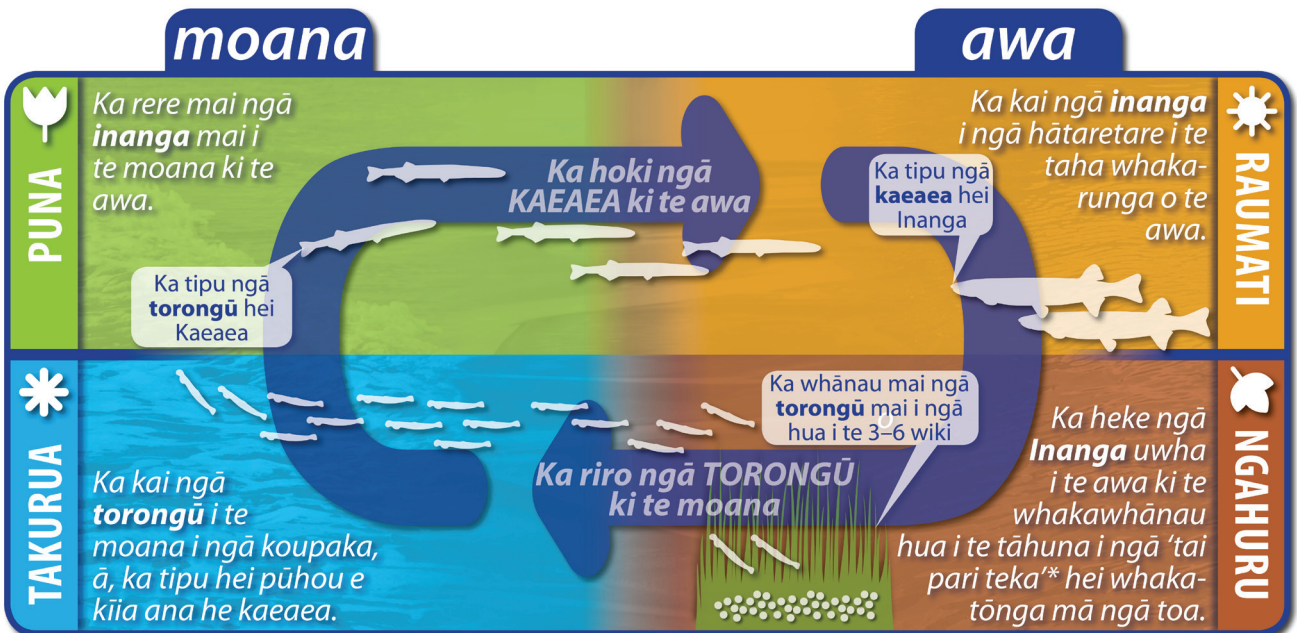 moana
awa
PUNA
Ka rere mai ngā
inanga mai i
te moana ki te
awa.
Ka tipu ngā
torongū hei
Kaeaea
Ka hoki ngā
KAEAEA ki te awa
Ka tipu ngā
kaeaea hei
Inanga
Ka kai ngā inanga
i ngā hātaretare i te
taha whaka-
runga o te
awa.
RAUMATI
TAKURUA
Ka kai ngā
torongū i te
moana i ngā koupaka,
ā, ka tipu hei pūhou e
kīia ana he kaeaea.
Ka riro ngā TORONGŪ
ki te moana
Ka whānau mai ngā
torongū mai i ngā
hua i te 3–6 wiki
Ka heke ngā
Inanga uwha
i te awa ki te
whakawhānau
hua i te tāhuna i ngā ‘tai
pari teka’* hei whaka-
tōnga mā ngā toa.
NGAHURU